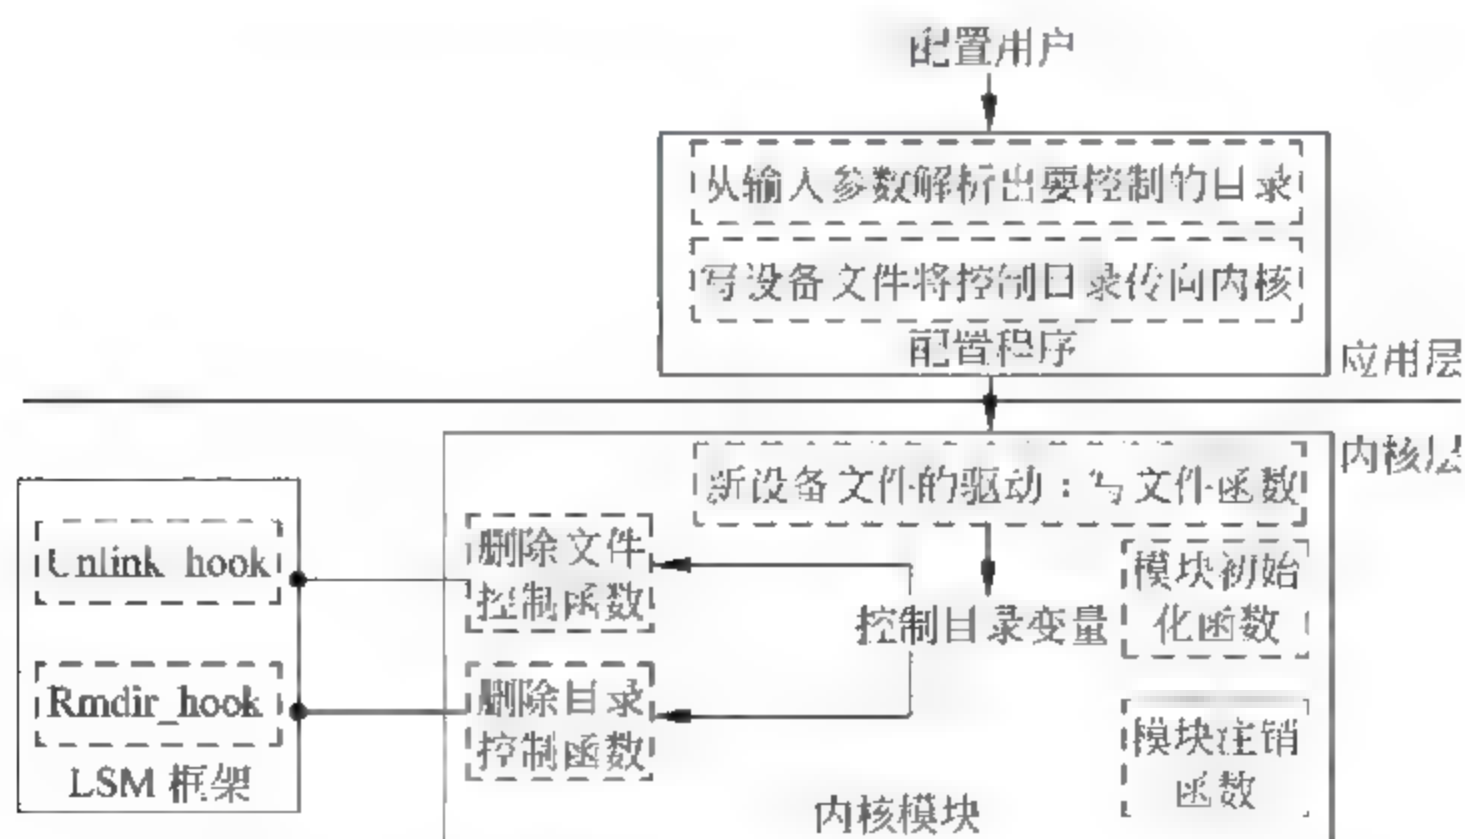 配置用户
从输入参数解析出要控制的目录
写设备文件将控制目录传向内核
配置程序
应用层
内核层
新设备文件的驱动:写文件函数
Unlink_hook
删除文件
控制函数
模块初始
化函数
控制目录变量
Rmdir_hook
删除目录
控制函数
模块注销
函数
LSM 框架
内核模块